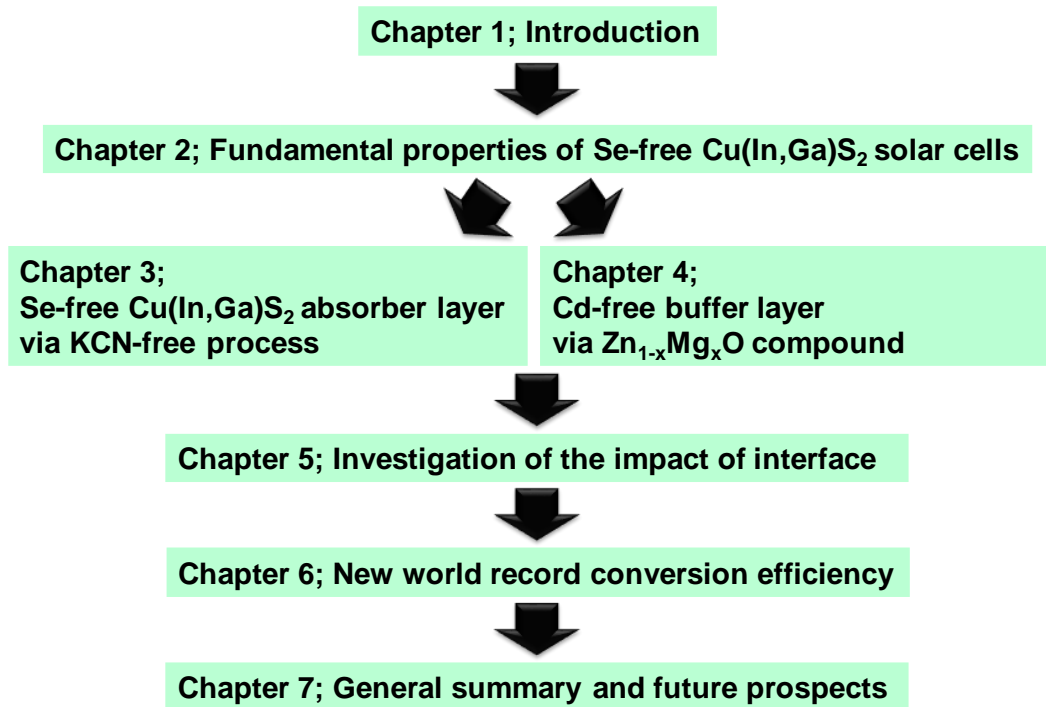 Chapter 1; Introduction
Chapter 2; Fundamental properties of Se-free Cu(In,Ga)S₂ solar cells
Chapter 3;
Se-free Cu(In,Ga)S₂ absorber layer
via KCN-free process
Chapter 4;
Cd-free buffer layer
via Zn₁₋ₓMgₓO compound
Chapter 5; Investigation of the impact of interface
Chapter 6; New world record conversion efficiency
Chapter 7; General summary and future prospects